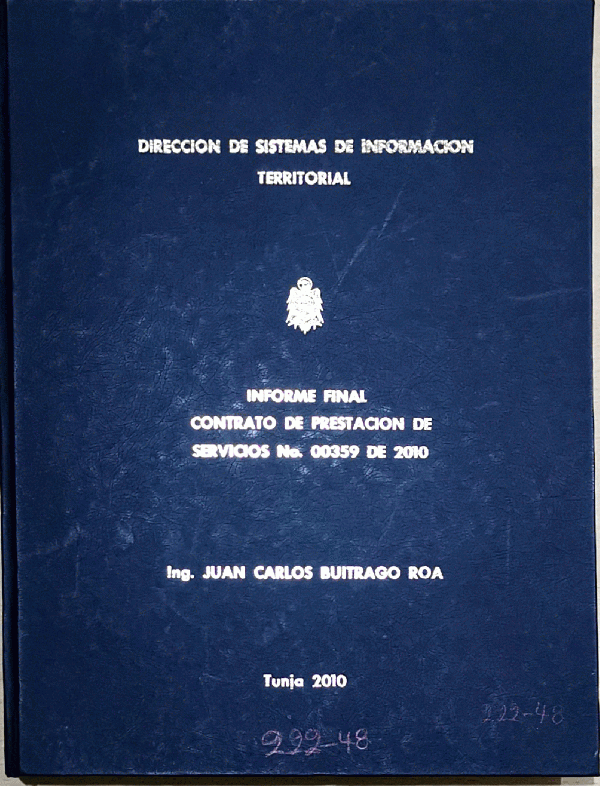 DIRECCION DE SISTEMAS DE INFORMACION
TERRITORIAL
INFORME FINAL
CONTRATO DE PRESTACION DE
SERVICIOS No. 00359 DE 2010
Ing. JUAN CARLOS BUITRAGO ROA
Tunja 2010
222-48
222-48